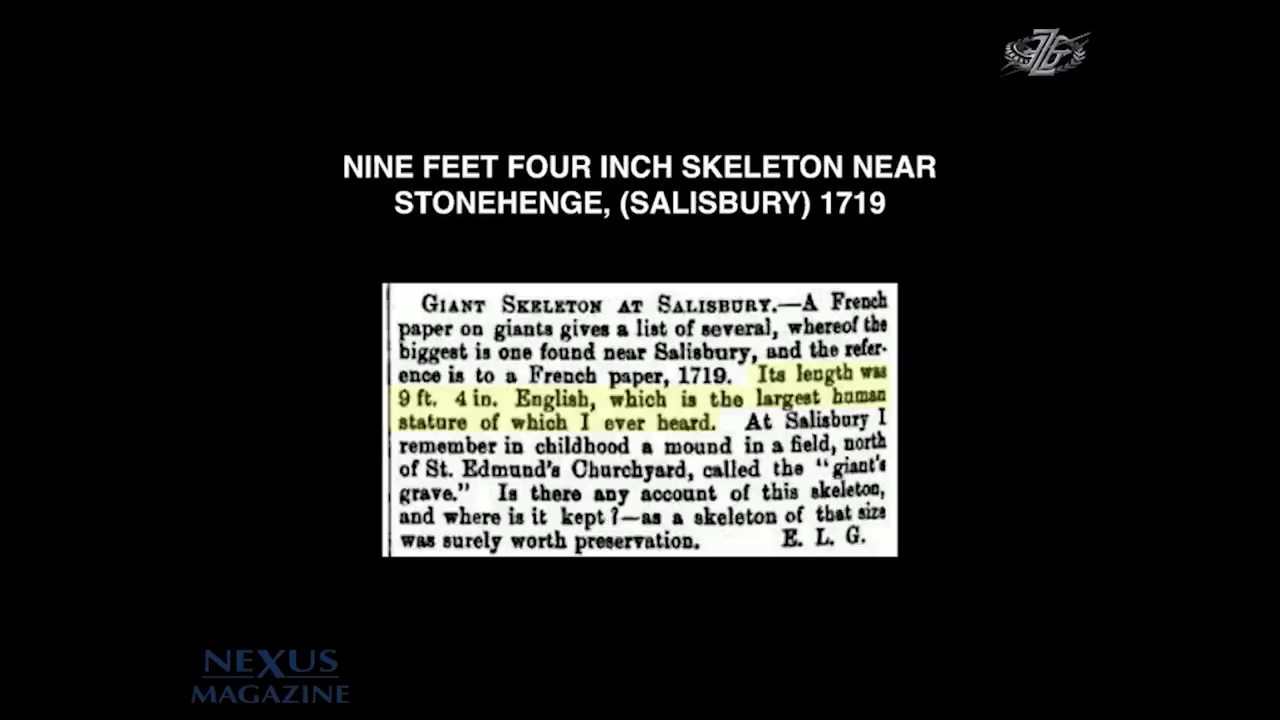 NINE FEET FOUR INCH SKELETON NEAR
STONEHENGE, (SALISBURY) 1719
GIANT SKELETON AT SALISBURY.—A French
paper on giants gives a list of several, whereof the
biggest is one found near Salisbury, and the refer-
ence is to a French paper, 1719. Its length was
9 ft. 4 in. English, which is the largest human
stature of which I ever heard. At Salisbury I
remember in childhood a mound in a field, north
of St. Edmund's Churchyard, called the "giant's
grave." Is there any account of this skeleton,
and where is it kept?—as a skeleton of that size
was surely worth preservation. E. L. G.
NEXUS
MAGAZINE